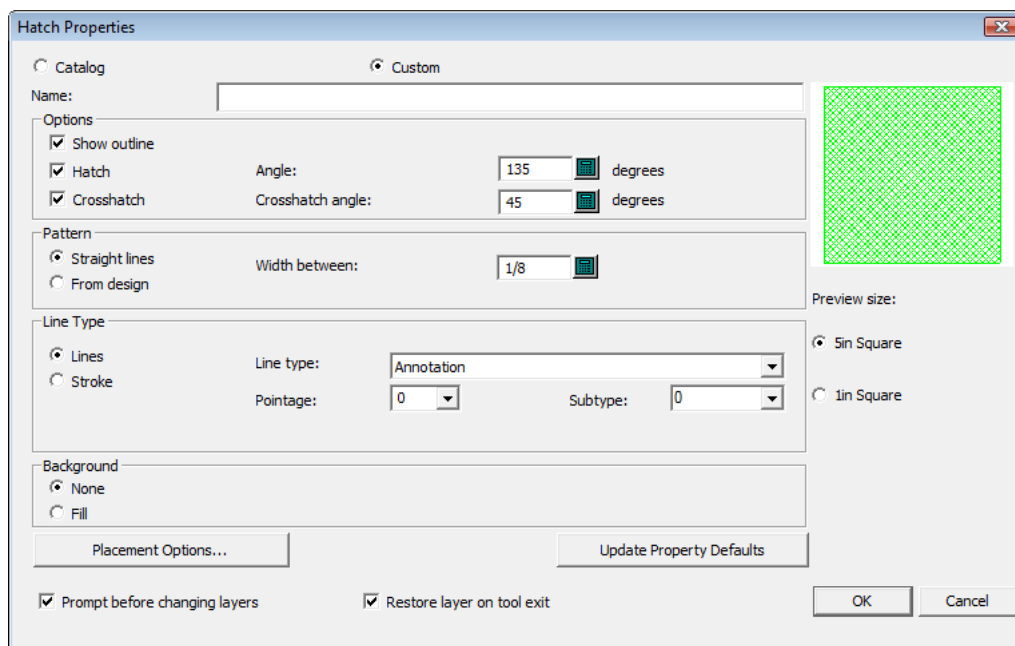 Hatch Properties
Catalog
Custom
Name:
Options
Show outline
Hatch
Angle:
135
degrees
Crosshatch
Crosshatch angle:
45
degrees
Pattern
Straight lines
Width between:
1/8
From design
Preview size:
5in Square
1in Square
Line Type
Lines
Line type:
Annotation
Stroke
Pointage:
0
Subtype:
0
Background
None
Fill
Placement Options...
Update Property Defaults
Prompt before changing layers
Restore layer on tool exit
OK
Cancel